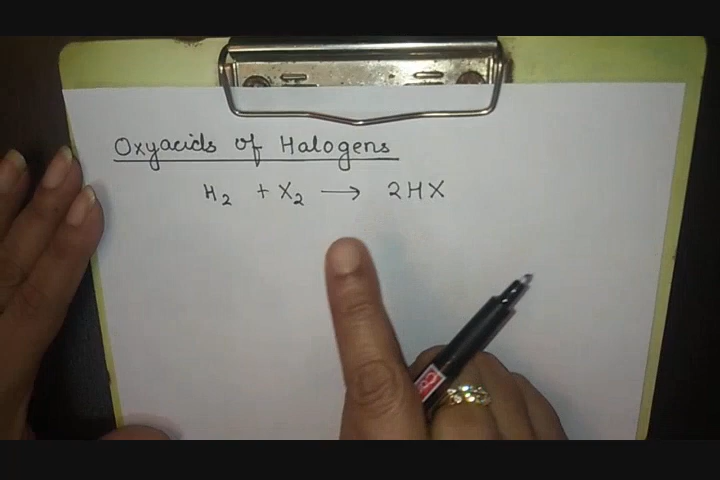 Oxyacids of Halogens
H₂ + X₂ ⟶ 2HX